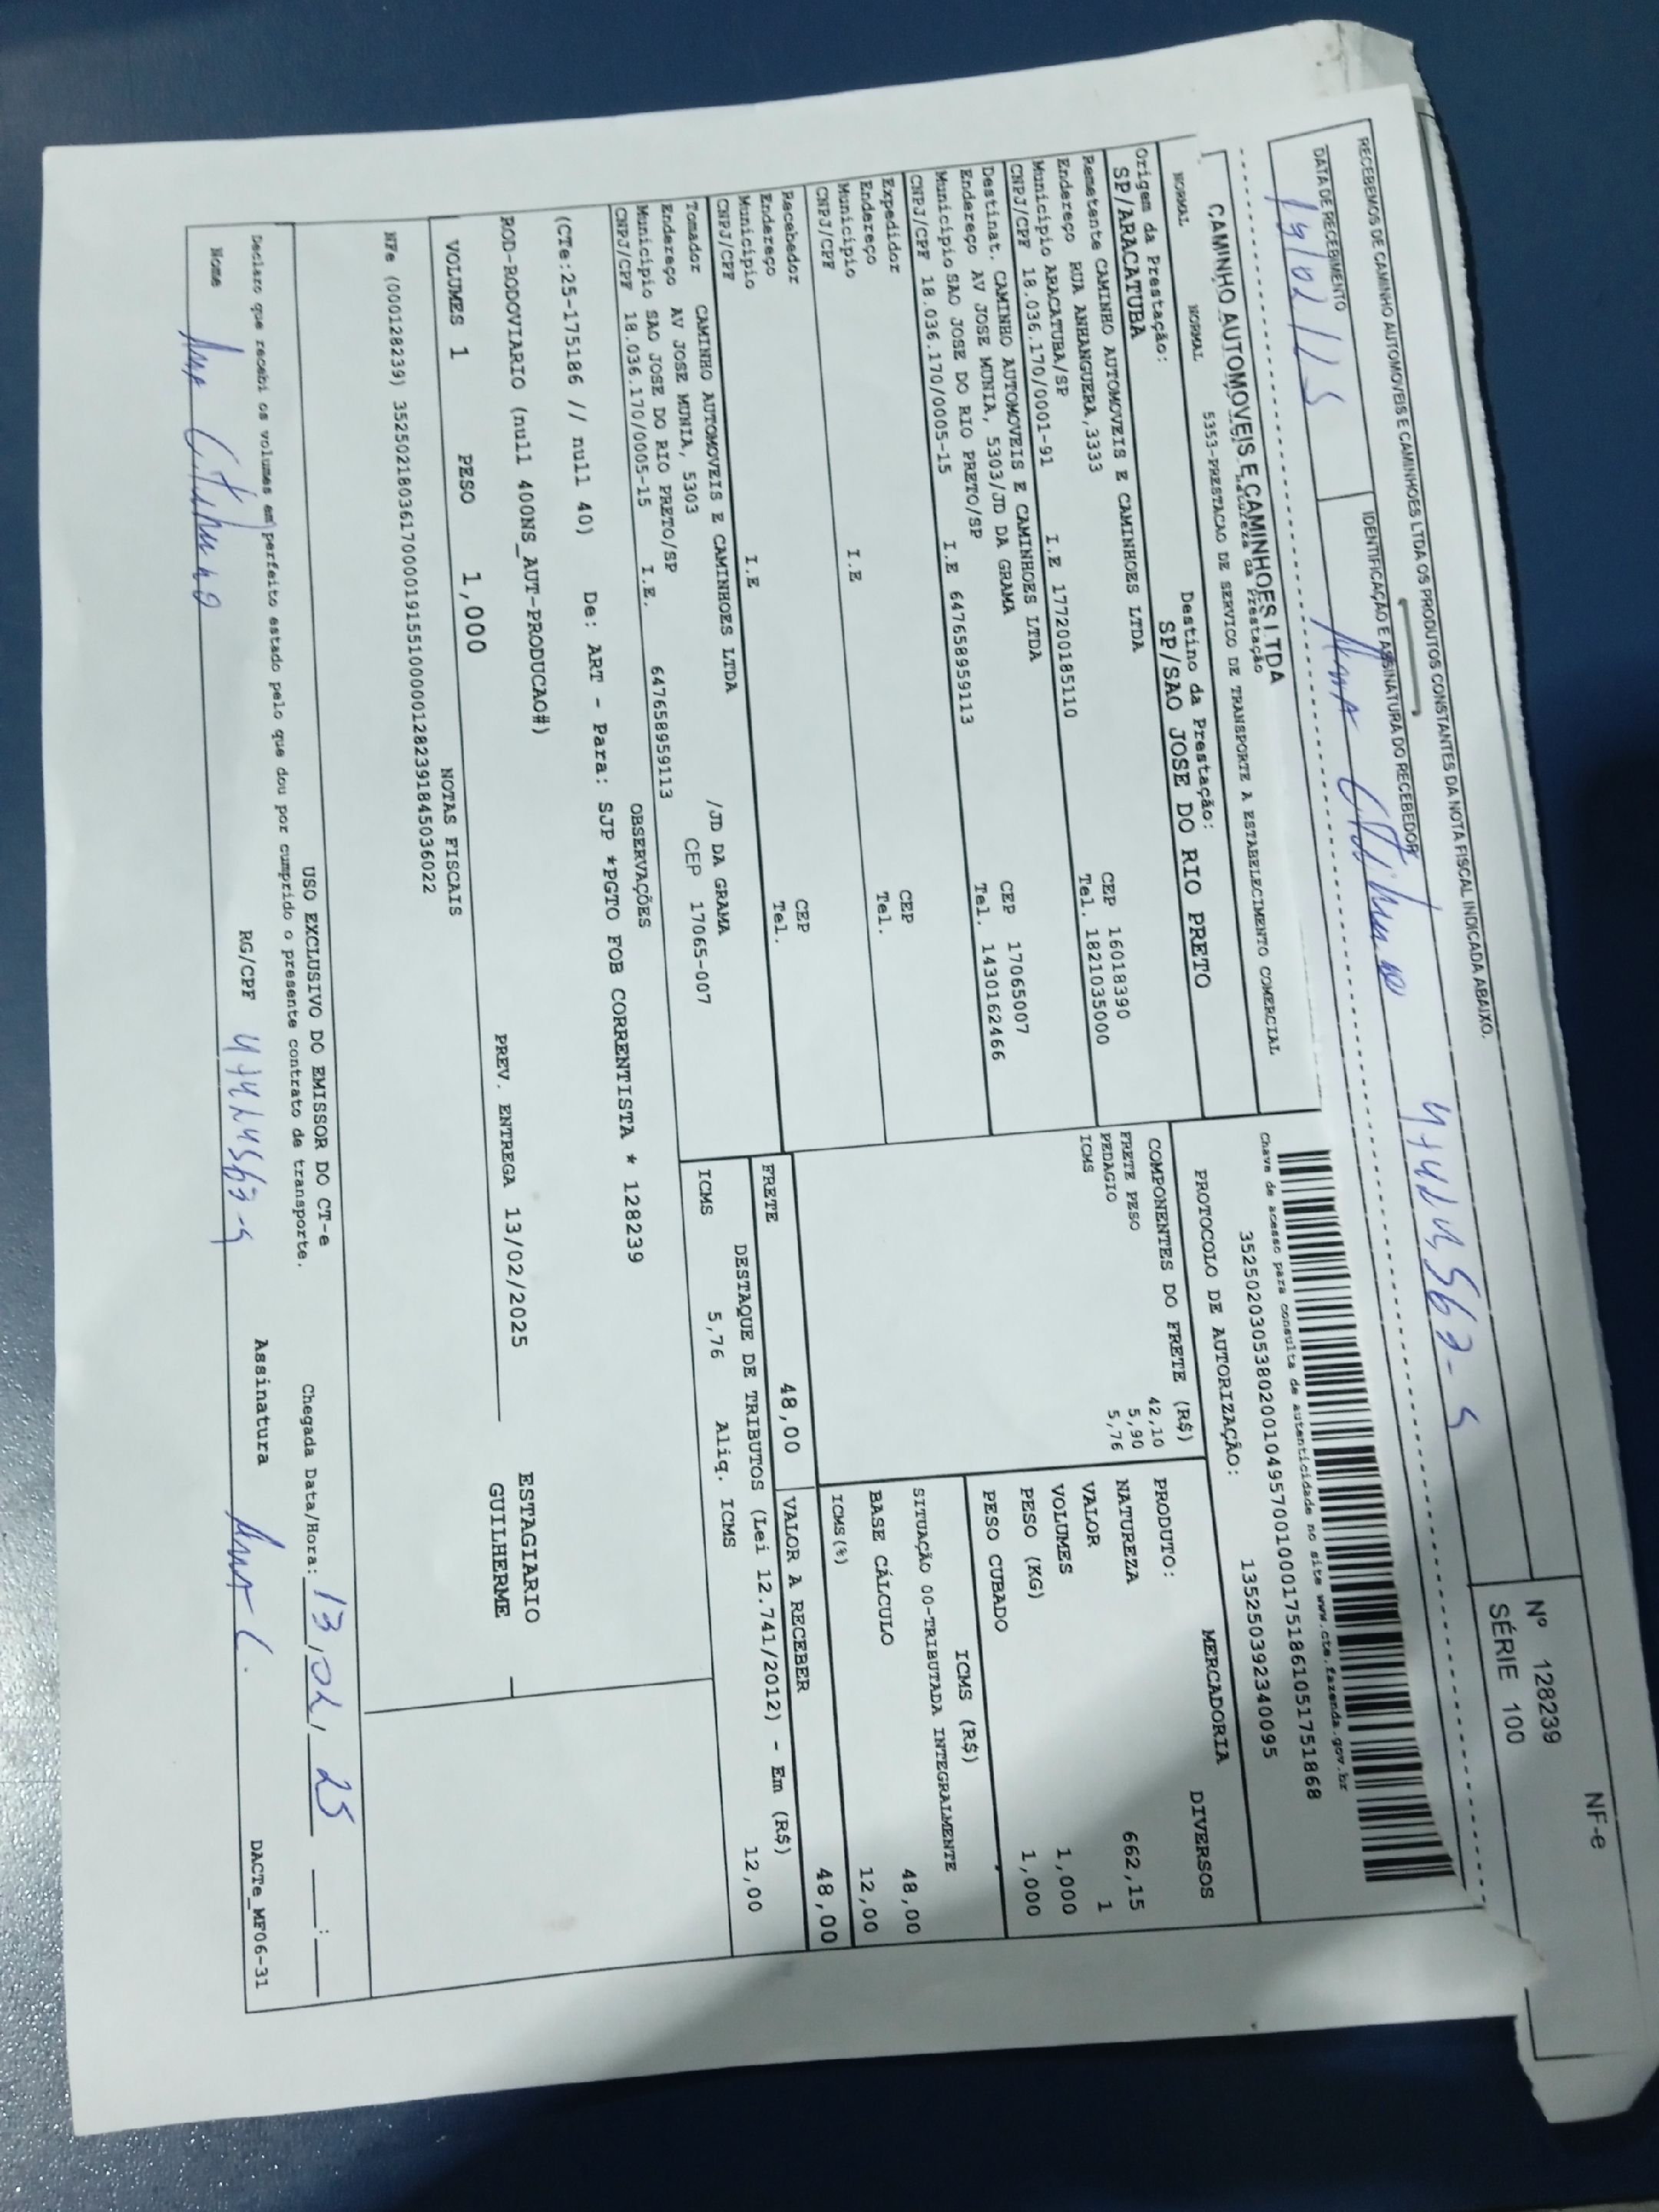 RECEBEMOS DE CAMINHO AUTOMOVEIS E CAMINHOES LTDA OS PRODUTOS CONSTANTES DA NOTA FISCAL INDICADA ABAIXO.
NF-e
Nº 128239
SÉRIE 100
DATA DE RECEBIMENTO
IDENTIFICAÇÃO E ASSINATURA DO RECEBEDOR
CAMINHO AUTOMOVEIS E CAMINHOES LTDA
NORMAL NORMAL 5353-PRESTACAO DE SERVICO DE TRANSPORTE A ESTABELECIMENTO COMERCIAL
Origem da Prestação: Destino da Prestação:
SP/ARACATUBA SP/SAO JOSE DO RIO PRETO
Remetente CAMINHO AUTOMOVEIS E CAMINHOES LTDA
Endereço RUA ANHANGUERA,3333 CEP 16018390
Município ARACATUBA/SP Tel. 1821035000
CNPJ/CPF 18.036.170/0001-91 I.E 177200185110
Destinat. CAMINHO AUTOMOVEIS E CAMINHOES LTDA
Endereço AV JOSE MUNIA, 5303/JD DA GRAMA CEP 17065007
Município SAO JOSE DO RIO PRETO/SP Tel. 1430162466
CNPJ/CPF 18.036.170/0005-15 I.E 647658959113
Expedidor
Endereço CEP
Município Tel.
CNPJ/CPF I.E
Recebedor
Endereço CEP
Município Tel.
CNPJ/CPF I.E
Tomador CAMINHO AUTOMOVEIS E CAMINHOES LTDA
Endereço AV JOSE MUNIA, 5303 /JD DA GRAMA
Município SAO JOSE DO RIO PRETO/SP CEP 17065-007
CNPJ/CPF 18.036.170/0005-15 I.E. 647658959113
Chave de acesso para consulta de autenticidade no site www.cte.fazenda.gov.br
35250203053802001049570010001751861051751868
PROTOCOLO DE AUTORIZAÇÃO: 135250392340095
COMPONENTES DO FRETE (R$)
FRETE PESO 42,10
PEDAGIO 5,90
ICMS 5,76
MERCADORIA
PRODUTO: DIVERSOS
NATUREZA
VALOR 662,15
VOLUMES 1
PESO (KG) 1,000
PESO CUBADO 1,000
ICMS (R$)
SITUAÇÃO 00-TRIBUTADA INTEGRALMENTE
BASE CÁLCULO 48,00
ICMS(%) 12,00
FRETE 48,00
VALOR A RECEBER 48,00
DESTAQUE DE TRIBUTOS (Lei 12.741/2012) - Em (R$)
ICMS 5,76 Aliq. ICMS 12,00
OBSERVAÇÕES
(CTe:25-175186 // null 40) De: ART - Para: SJP *PGTO FOB CORRENTISTA * 128239
ROD-RODOVIARIO (null 400NS_AUT-PRODUCAO#)
PREV. ENTREGA 13/02/2025
ESTAGIARIO
GUILHERME
VOLUMES 1 PESO 1,000
NOTAS FISCAIS
NFe (000128239) 35250218036170000191551000001282391845036022
USO EXCLUSIVO DO EMISSOR DO CT-e
Declaro que recebi os volumes em perfeito estado pelo que dou por cumprido o presente contrato de transporte.
Chegada Data/Hora: 13/02/25 :
Nome RG/CPF Assinatura
DACTe_MF06-31